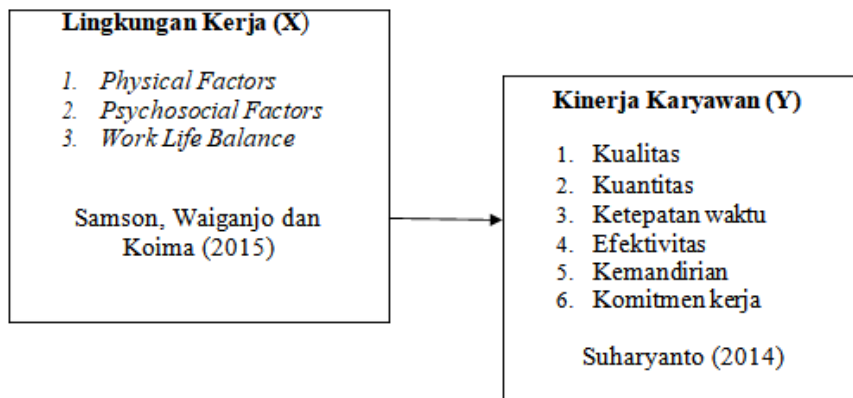 Lingkungan Kerja (X)
1. Physical Factors
2. Psychosocial Factors
3. Work Life Balance
Samson, Waiganjo dan
Koima (2015)
Kinerja Karyawan (Y)
1. Kualitas
2. Kuantitas
3. Ketepatan waktu
4. Efektivitas
5. Kemandirian
6. Komitmen kerja
Suharyanto (2014)